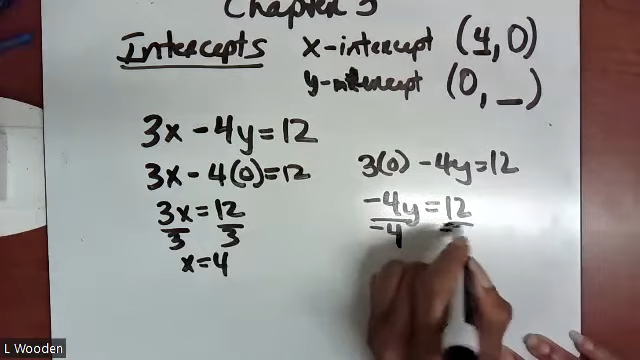 Chapter 3
Intercepts x-intercept (4,0)
y-intercept (0, _)
3x - 4y = 12
3x - 4(0) = 12 3(0) - 4y = 12
3x = 12 -4y = 12
3 3 -4 -
x = 4
L Wooden